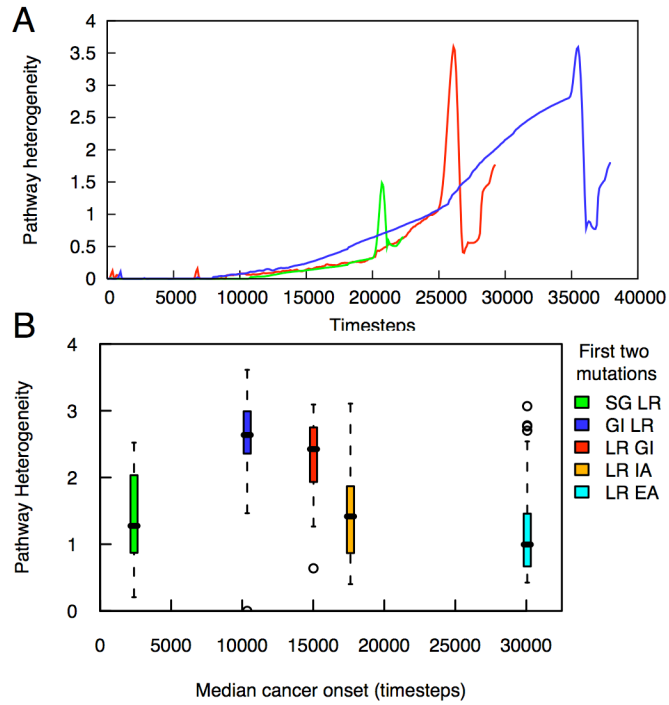 A
Pathway heterogeneity
4
3.5
3
2.5
2
1.5
1
0.5
0
0 5000 10000 15000 20000 25000 30000 35000 40000
Timesteps
B
Pathway Heterogeneity
4
3
2
1
0
0 5000 10000 15000 20000 25000 30000
Median cancer onset (timesteps)
First two
mutations
SG LR
GI LR
LR GI
LR IA
LR EA